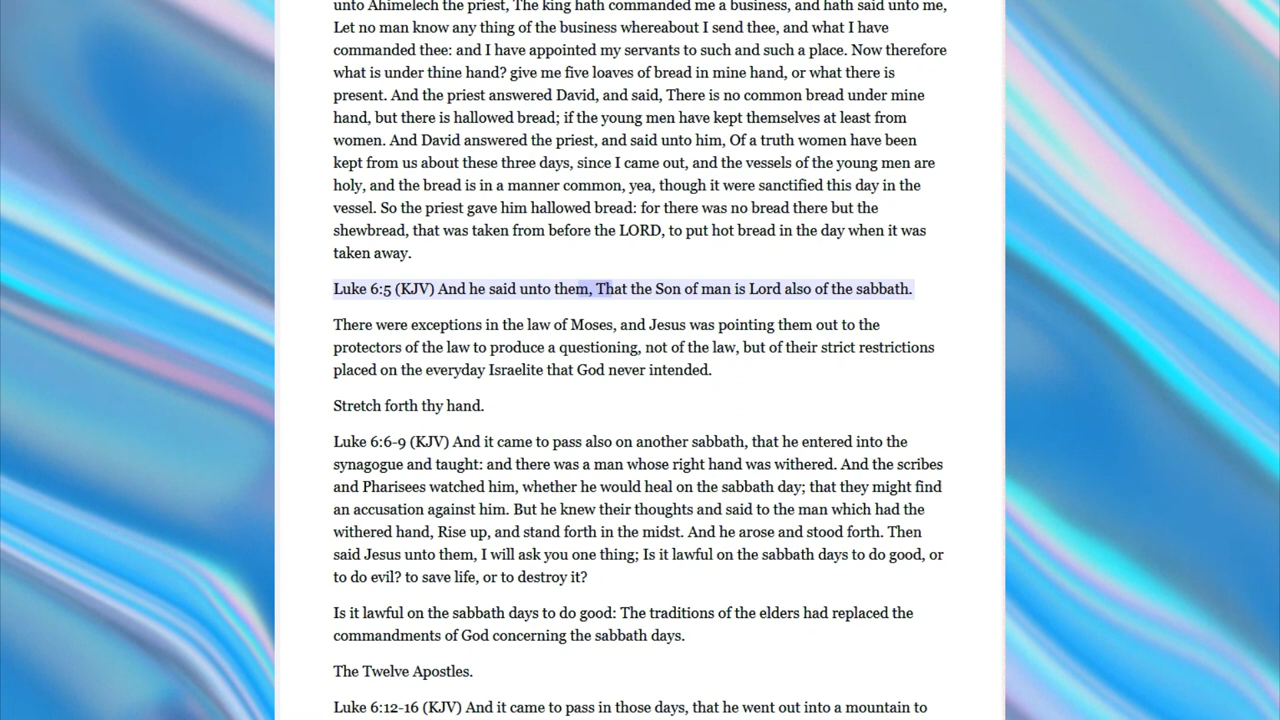 unto Ahimelech the priest, The king hath commanded me a business, and hath said unto me,
Let no man know any thing of the business whereabout I send thee, and what I have
commanded thee: and I have appointed my servants to such and such a place. Now therefore
what is under thine hand? give me five loaves of bread in mine hand, or what there is
present. And the priest answered David, and said, There is no common bread under mine
hand, but there is hallowed bread; if the young men have kept themselves at least from
women. And David answered the priest, and said unto him, Of a truth women have been
kept from us about these three days, since I came out, and the vessels of the young men are
holy, and the bread is in a manner common, yea, though it were sanctified this day in the
vessel. So the priest gave him hallowed bread: for there was no bread there but the
shewbread, that was taken from before the LORD, to put hot bread in the day when it was
taken away.
Luke 6:5 (KJV) And he said unto them, That the Son of man is Lord also of the sabbath.
There were exceptions in the law of Moses, and Jesus was pointing them out to the
protectors of the law to produce a questioning, not of the law, but of their strict restrictions
placed on the everyday Israelite that God never intended.
Stretch forth thy hand.
Luke 6:6-9 (KJV) And it came to pass also on another sabbath, that he entered into the
synagogue and taught: and there was a man whose right hand was withered. And the scribes
and Pharisees watched him, whether he would heal on the sabbath day; that they might find
an accusation against him. But he knew their thoughts and said to the man which had the
withered hand, Rise up, and stand forth in the midst. And he arose and stood forth. Then
said Jesus unto them, I will ask you one thing; Is it lawful on the sabbath days to do good, or
to do evil? to save life, or to destroy it?
Is it lawful on the sabbath days to do good: The traditions of the elders had replaced the
commandments of God concerning the sabbath days.
The Twelve Apostles.
Luke 6:12-16 (KJV) And it came to pass in those days, that he went out into a mountain to